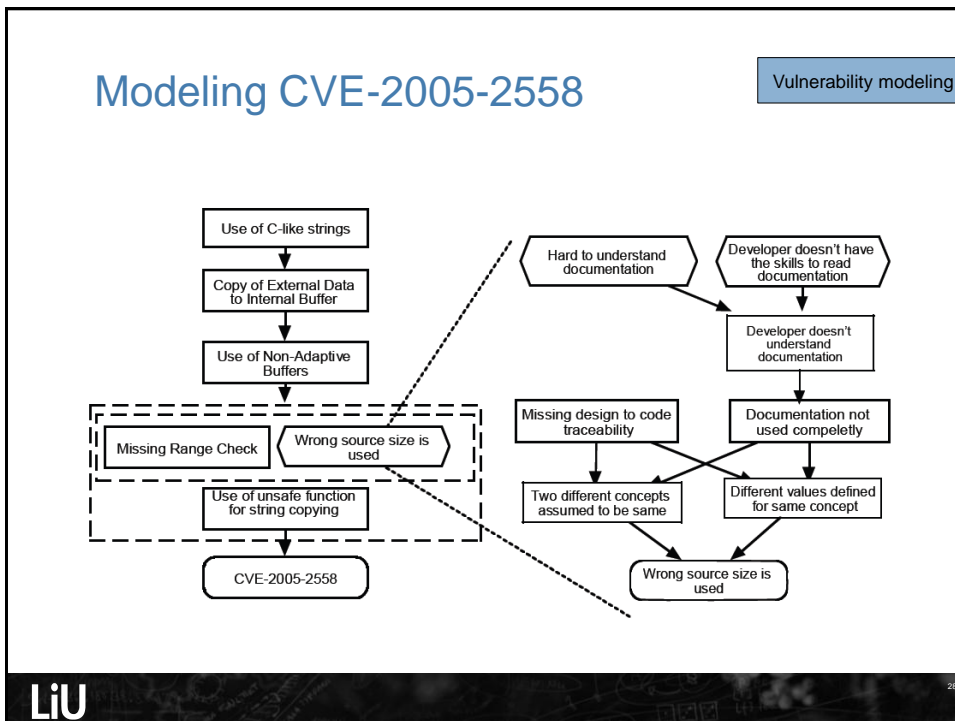 Modeling CVE-2005-2558
Vulnerability modeling
Use of C-like strings
Copy of External Data
to Internal Buffer
Use of Non-Adaptive
Buffers
Missing Range Check
Wrong source size is
used
Use of unsafe function
for string copying
CVE-2005-2558
Hard to understand
documentation
Developer doesn't have
the skills to read
documentation
Developer doesn't
understand
documentation
Missing design to code
traceability
Documentation not
used compeletly
Two different concepts
assumed to be same
Different values defined
for same concept
Wrong source size is
used
LiU
28